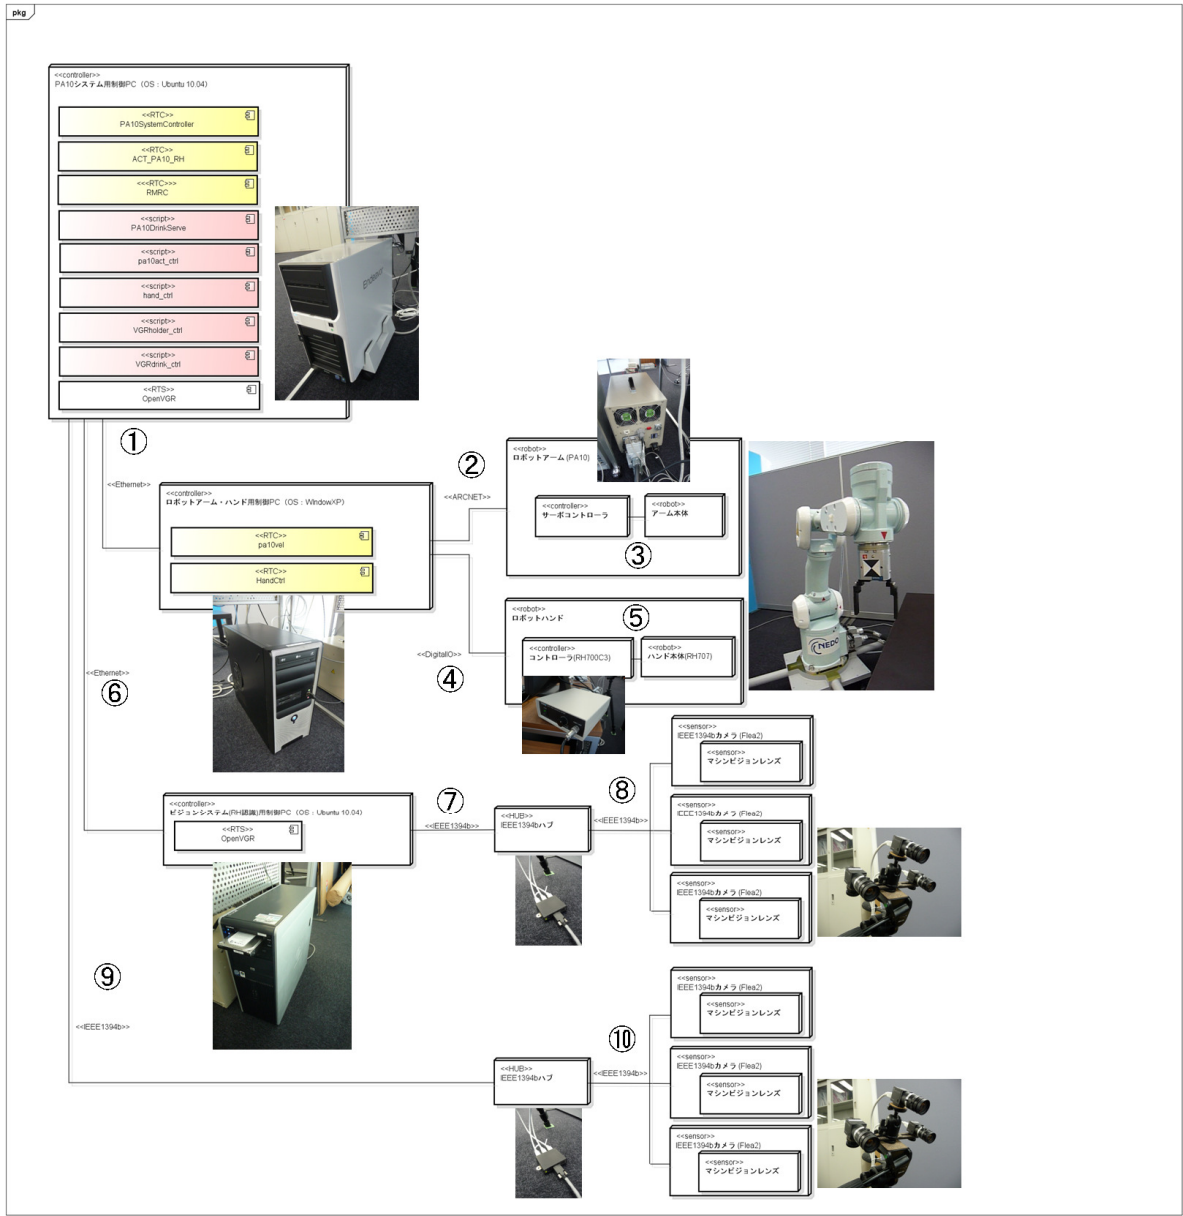 pkg
<<controller>>
PA10システム用制御PC（OS：Ubuntu 10.04）
<<RTC>>
PA10SystemController
<<RTC>>
ACT_PA10_RH
<<<RTC>>>
RMRC
<<script>>
PA10DrinkServe
<<script>>
pa10act_ctrl
<<script>>
hand_ctrl
<<script>>
VGRholder_ctrl
<<script>>
VGRdrink_ctrl
<<RTS>>
OpenVGR
Endeavor
①
<<Ethernet>>
<<controller>>
ロボットアーム・ハンド用制御PC（OS：WindowXP）
<<RTC>>
pa10vel
<<RTC>>
HandCtrl
②
<<ARCNET>>
<<robot>>
ロボットアーム(PA10)
<<controller>>
サーボコントローラ
<<robot>>
アーム本体
③
NEDO
④
<<DigitalIO>>
<<robot>>
ロボットハンド
⑤
<<controller>>
コントローラ(RH700C3)
<<robot>>
ハンド本体(RH707)
<<Ethernet>>
⑥
<<controller>>
ビジョンシステム(RH認識)用制御PC（OS：Ubuntu 10.04）
<<RTS>>
OpenVGR
⑦
<<IEEE1394b>>
<<HUB>>
IEEE1394bハブ
⑧
<<IEEE1394b>>
<<sensor>>
IEEE1394bカメラ(Flea2)
<<sensor>>
マシンビジョンレンズ
<<sensor>>
IEEE1394bカメラ(Flea2)
<<sensor>>
マシンビジョンレンズ
<<sensor>>
IEEE1394bカメラ(Flea2)
<<sensor>>
マシンビジョンレンズ
⑨
<<IEEE1394b>>
<<HUB>>
IEEE1394bハブ
⑩
<<IEEE1394b>>
<<sensor>>
IEEE1394bカメラ(Flea2)
<<sensor>>
マシンビジョンレンズ
<<sensor>>
IEEE1394bカメラ(Flea2)
<<sensor>>
マシンビジョンレンズ
<<sensor>>
IEEE1394bカメラ(Flea2)
<<sensor>>
マシンビジョンレンズ